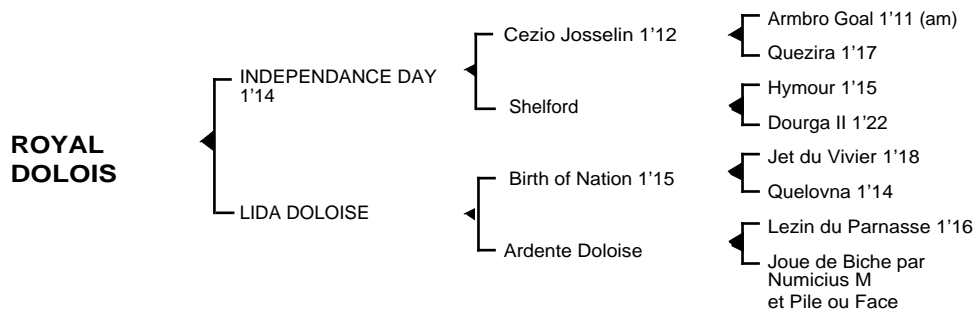 Armbro Goal 1'11 (am)
Cezio Josselin 1'12
Quezira 1'17
INDEPENDANCE DAY
1'14
Hymour 1'15
Shelford
Dourga II 1'22
ROYAL
DOLOIS
Jet du Vivier 1'18
Birth of Nation 1'15
Quelovna 1'14
LIDA DOLOISE
Lezin du Parnasse 1'16
Ardente Doloise
Joue de Biche par
Numicius M
et Pile ou Face